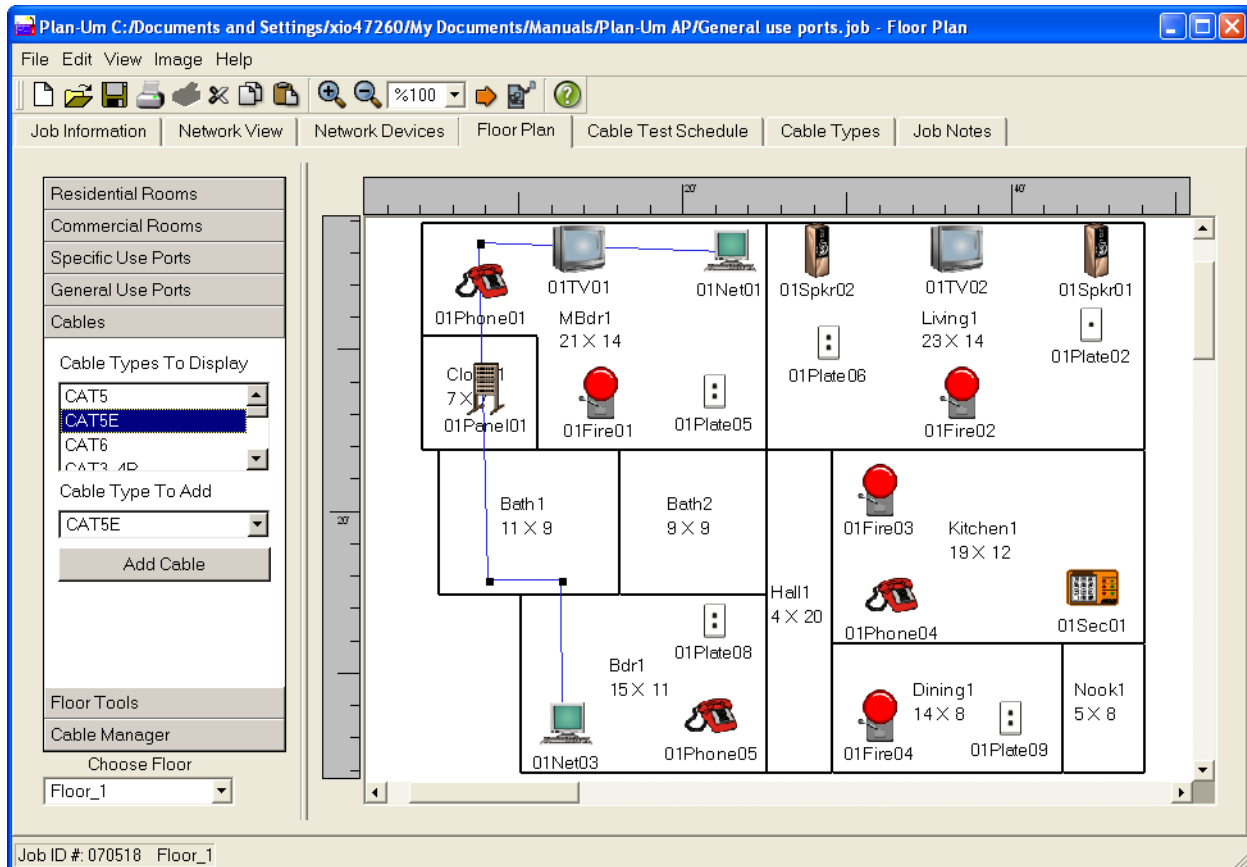 Plan-Um C:/Documents and Settings/xio47260/My Documents/Manuals/Plan-Um AP/General use ports.job - Floor Plan
File Edit View Image Help
%100
Job Information Network View Network Devices Floor Plan Cable Test Schedule Cable Types Job Notes
Residential Rooms
Commercial Rooms
Specific Use Ports
General Use Ports
Cables
Cable Types To Display
CAT5
CAT5E
CAT6
CAT3_4P
Cable Type To Add
CAT5E
Add Cable
Floor Tools
Cable Manager
Choose Floor
Floor_1
20' 40'
20'
01Phone01
01TV01
01Net01
MBdr1
21 X 14
01Panel01
01Fire01
01Plate05
01Spkr02
01TV02
01Spkr01
Living1
23 X 14
01Plate06
01Plate02
01Fire02
Bath1
11 X 9
Bath2
9 X 9
Hall1
4 X 20
01Fire03
Kitchen1
19 X 12
01Phone04
01Sec01
01Plate08
Bdr1
15 X 11
01Net03
01Phone05
Dining1
14 X 8
01Fire04
01Plate09
Nook1
5 X 8
Job ID #: 070518 Floor_1